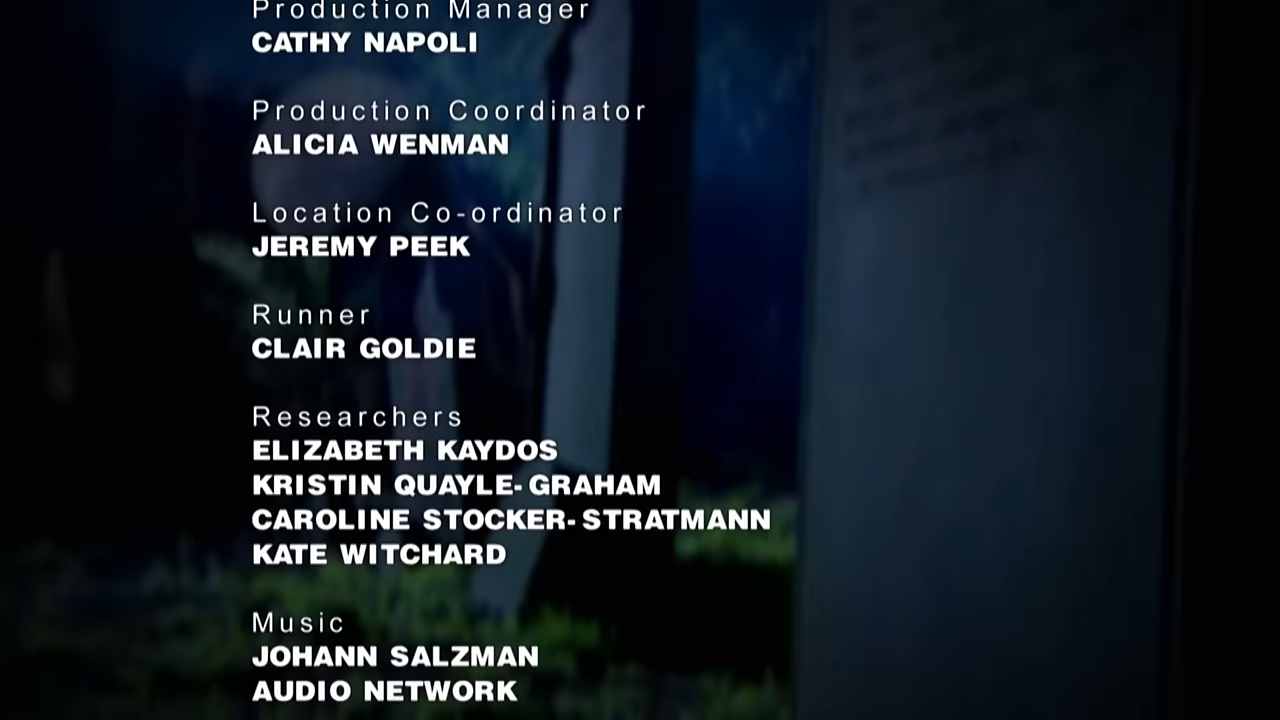 Production Manager
CATHY NAPOLI
Production Coordinator
ALICIA WENMAN
Location Co-ordinator
JEREMY PEEK
Runner
CLAIR GOLDIE
Researchers
ELIZABETH KAYDOS
KRISTIN QUAYLE-GRAHAM
CAROLINE STOCKER-STRATMANN
KATE WITCHARD
Music
JOHANN SALZMAN
AUDIO NETWORK